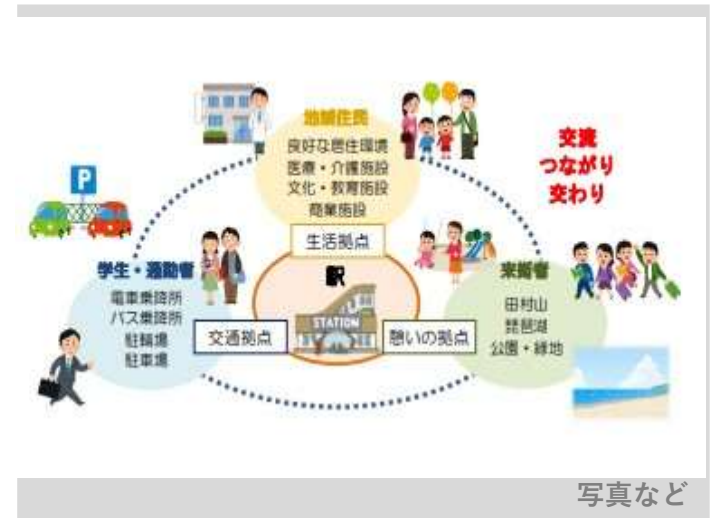 地域住民
良好な居住環境
医療・介護施設
文化・教育施設
商業施設
生活拠点
交流
つながり
交わり
P
学生・通勤者
電車乗降所
バス乗降所
駐輪場
駐車場
交通拠点
駅
STATION
憩いの拠点
来街者
田村山
琵琶湖
公園・緑地
写真など